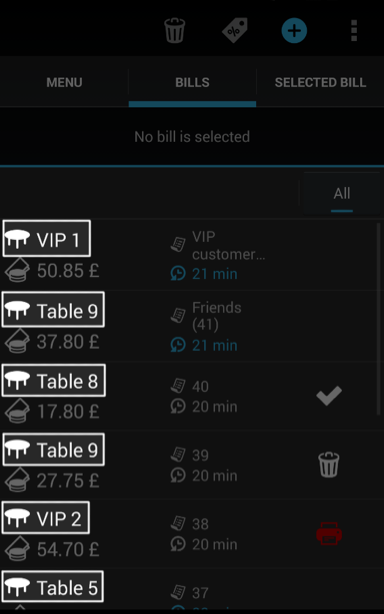 MENU BILLS SELECTED BILL
No bill is selected
All
VIP 1
50.85 £
VIP
customer...
21 min
Table 9
37.80 £
Friends
(41)
21 min
Table 8
17.80 £
40
20 min
Table 9
27.75 £
39
20 min
VIP 2
54.70 £
38
20 min
Table 5
37